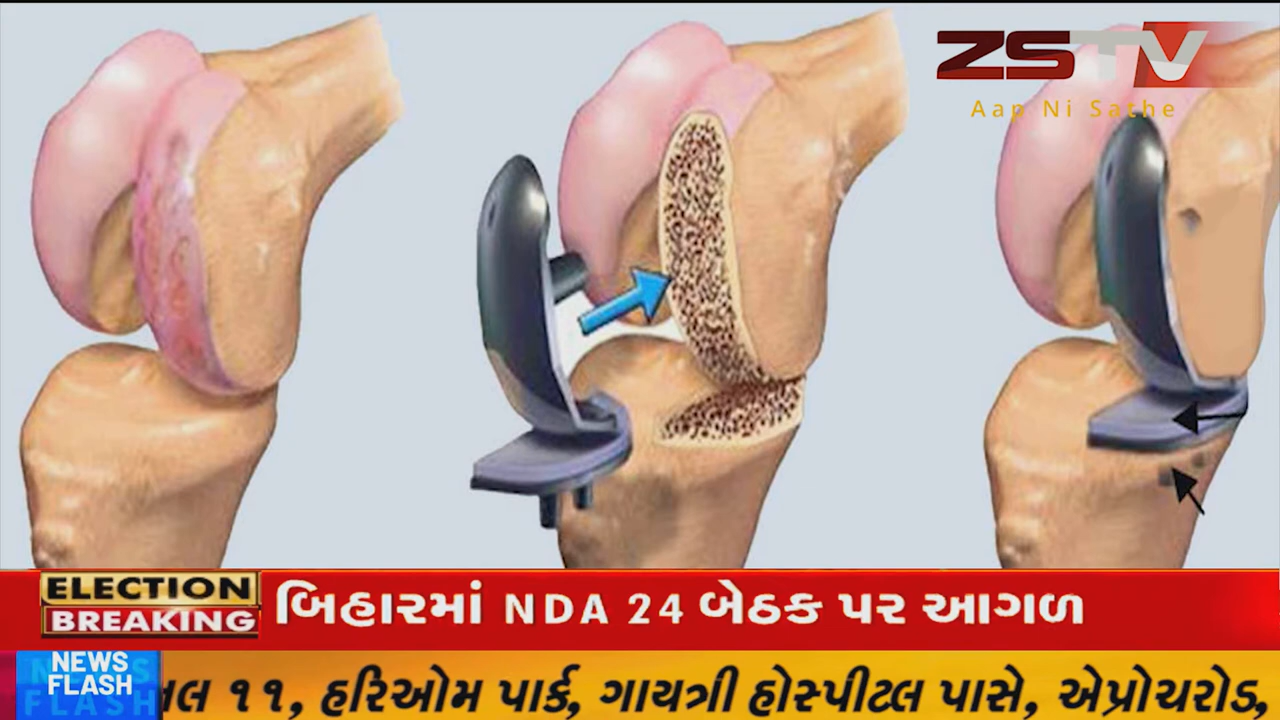 ZSTV
Aap Ni Sathe
ELECTION
BREAKING
બિહારમાં NDA 24 બેઠક પર આગળ
NEWS
FLASH
૧૧, હરિઓમ પાર્ક, ગાયત્રી હોસ્પીટલ પાસે, એપ્રોચરોડ,